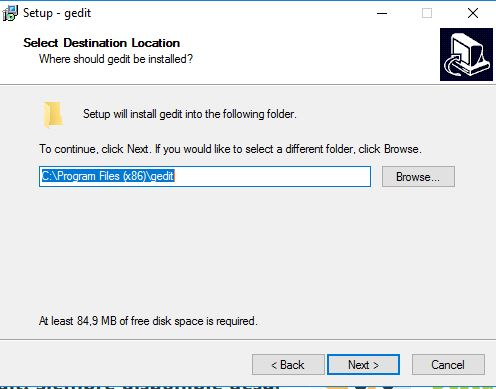 Setup - gedit
Select Destination Location
Where should gedit be installed?
Setup will install gedit into the following folder.
To continue, click Next. If you would like to select a different folder, click Browse.
C:\Program Files (x86)\gedit
Browse...
At least 84,9 MB of free disk space is required.
< Back
Next >
Cancel